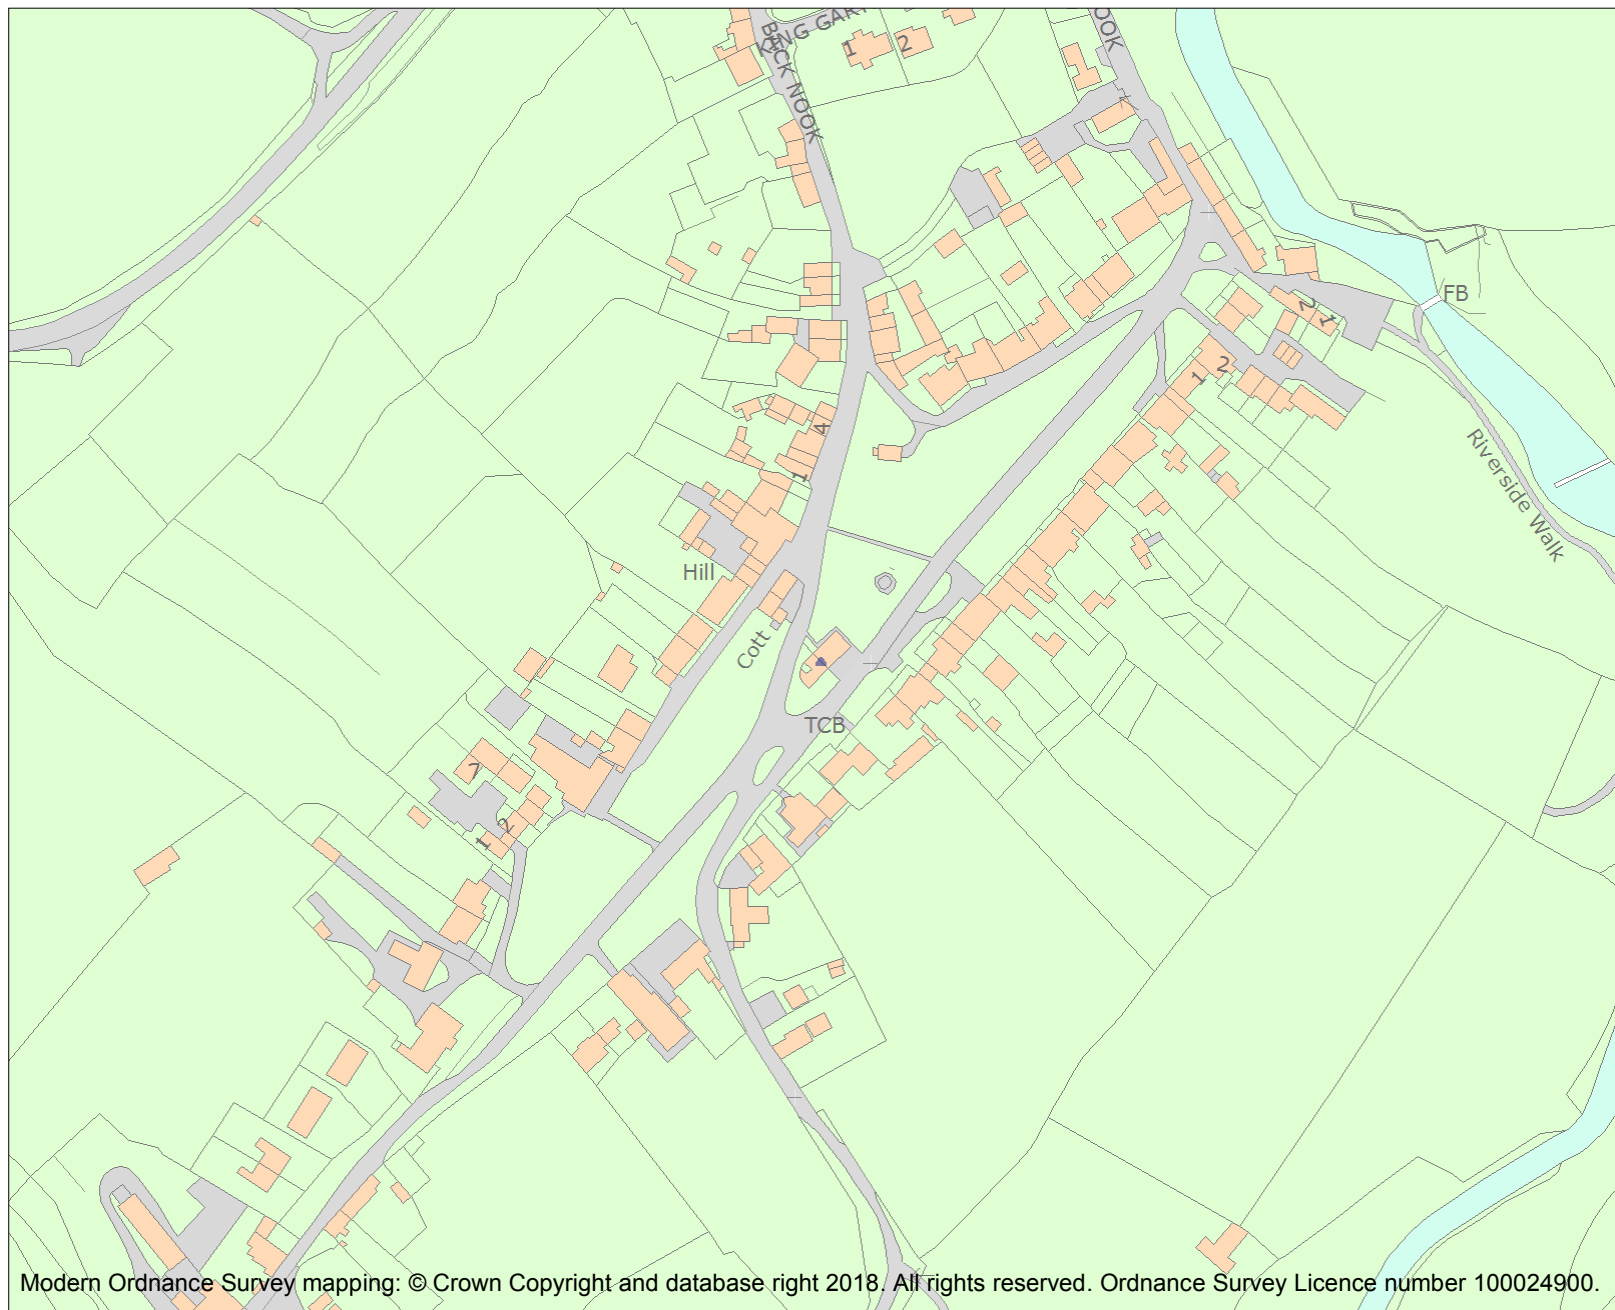 KING GART
BACK NOOK
OOK
1
2
FB
2
1
1
2
Riverside Walk
4
1
Hill
Cott
TCB
7
2
1
Modern Ordnance Survey mapping: © Crown Copyright and database right 2018. All rights reserved. Ordnance Survey Licence number 100024900.